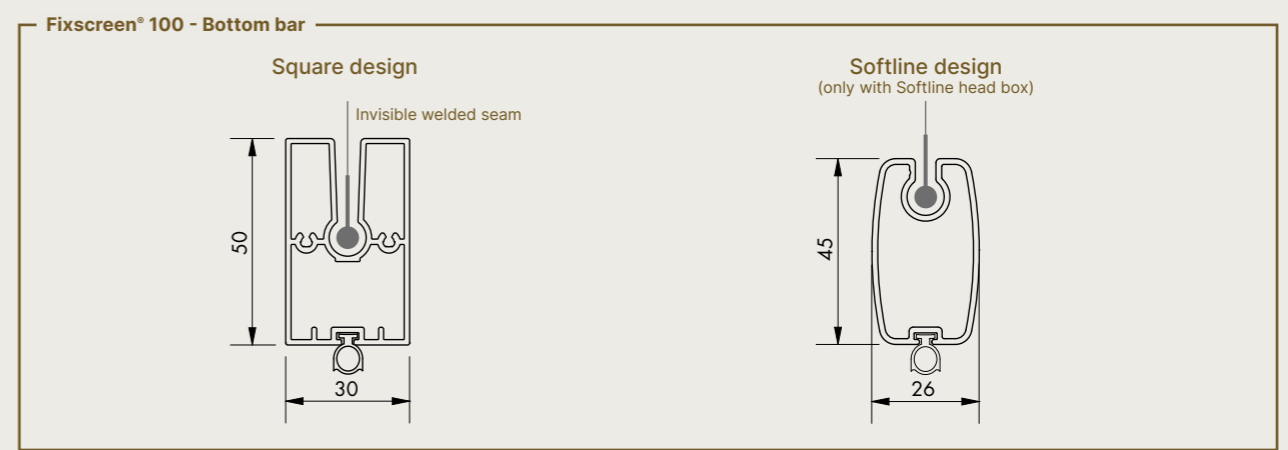 Fixscreen® 100 - Bottom bar
Square design
Invisible welded seam
50
30
Softline design
(only with Softline head box)
45
26